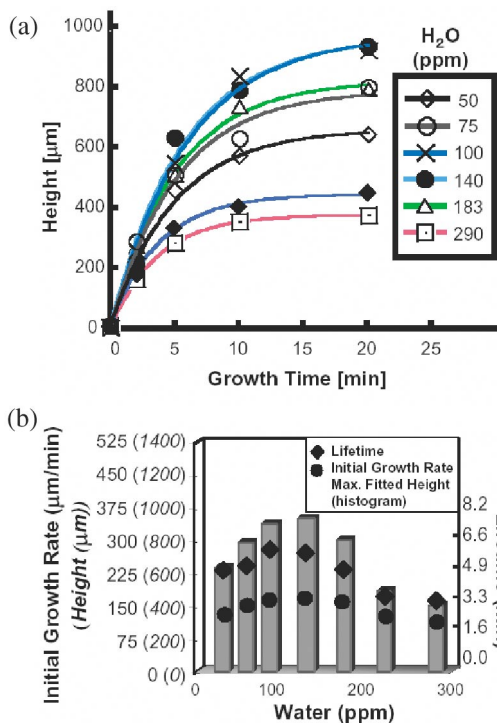 (a)
H₂O
(ppm)
50
75
100
140
183
290
Height [µm]
1000
800
600
400
200
0
0 5 10 15 20 25
Growth Time [min]
(b)
Lifetime
Initial Growth Rate
Max. Fitted Height
(histogram)
Initial Growth Rate (µm/min)
(Height (µm))
525 (1400)
450 (1200)
375 (1000)
300 (800)
225 (600)
150 (400)
75 (200)
0 (0)
8.2
6.6
4.9
3.3
1.6
0.0
0 100 200 300
Water (ppm)